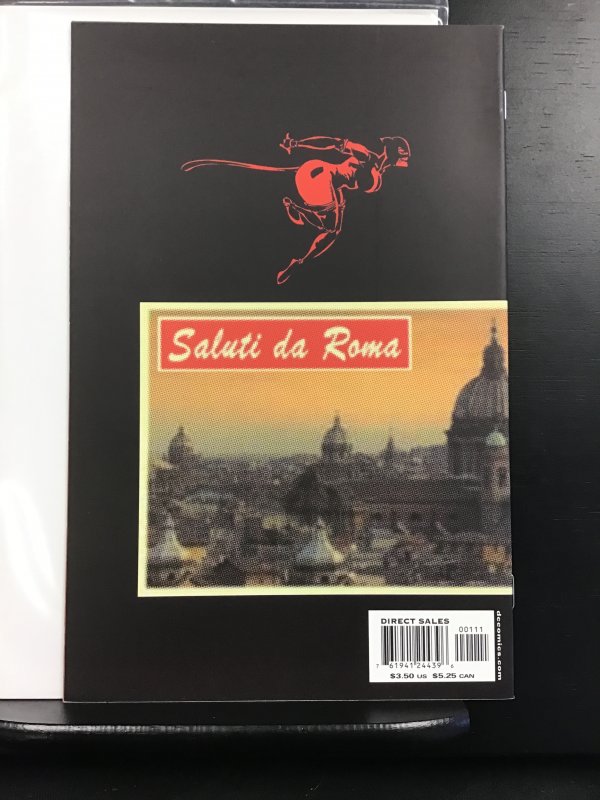 Saluti da Roma
DIRECT SALES
00111
7 61941 24439 6
$3.50 US $5.25 CAN
dccomics.com